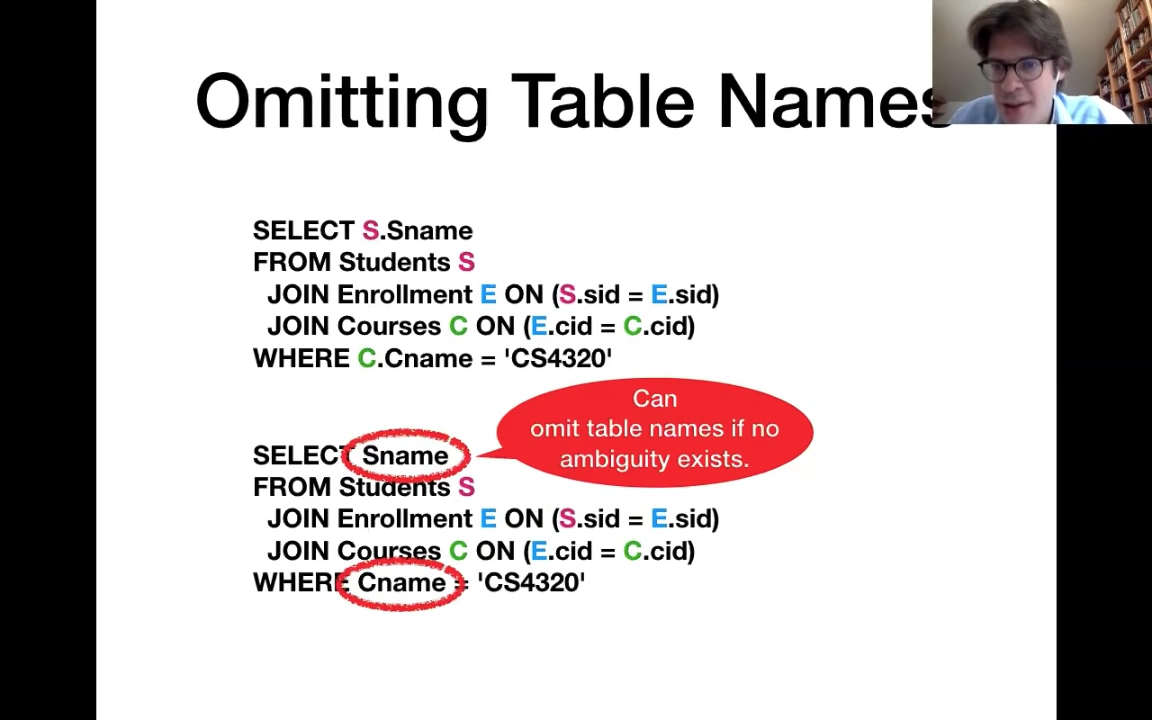 Omitting Table Names
SELECT S.Sname
FROM Students S
JOIN Enrollment E ON (S.sid = E.sid)
JOIN Courses C ON (E.cid = C.cid)
WHERE C.Cname = 'CS4320'
Can
omit table names if no
ambiguity exists.
SELECT Sname
FROM Students S
JOIN Enrollment E ON (S.sid = E.sid)
JOIN Courses C ON (E.cid = C.cid)
WHERE Cname = 'CS4320'